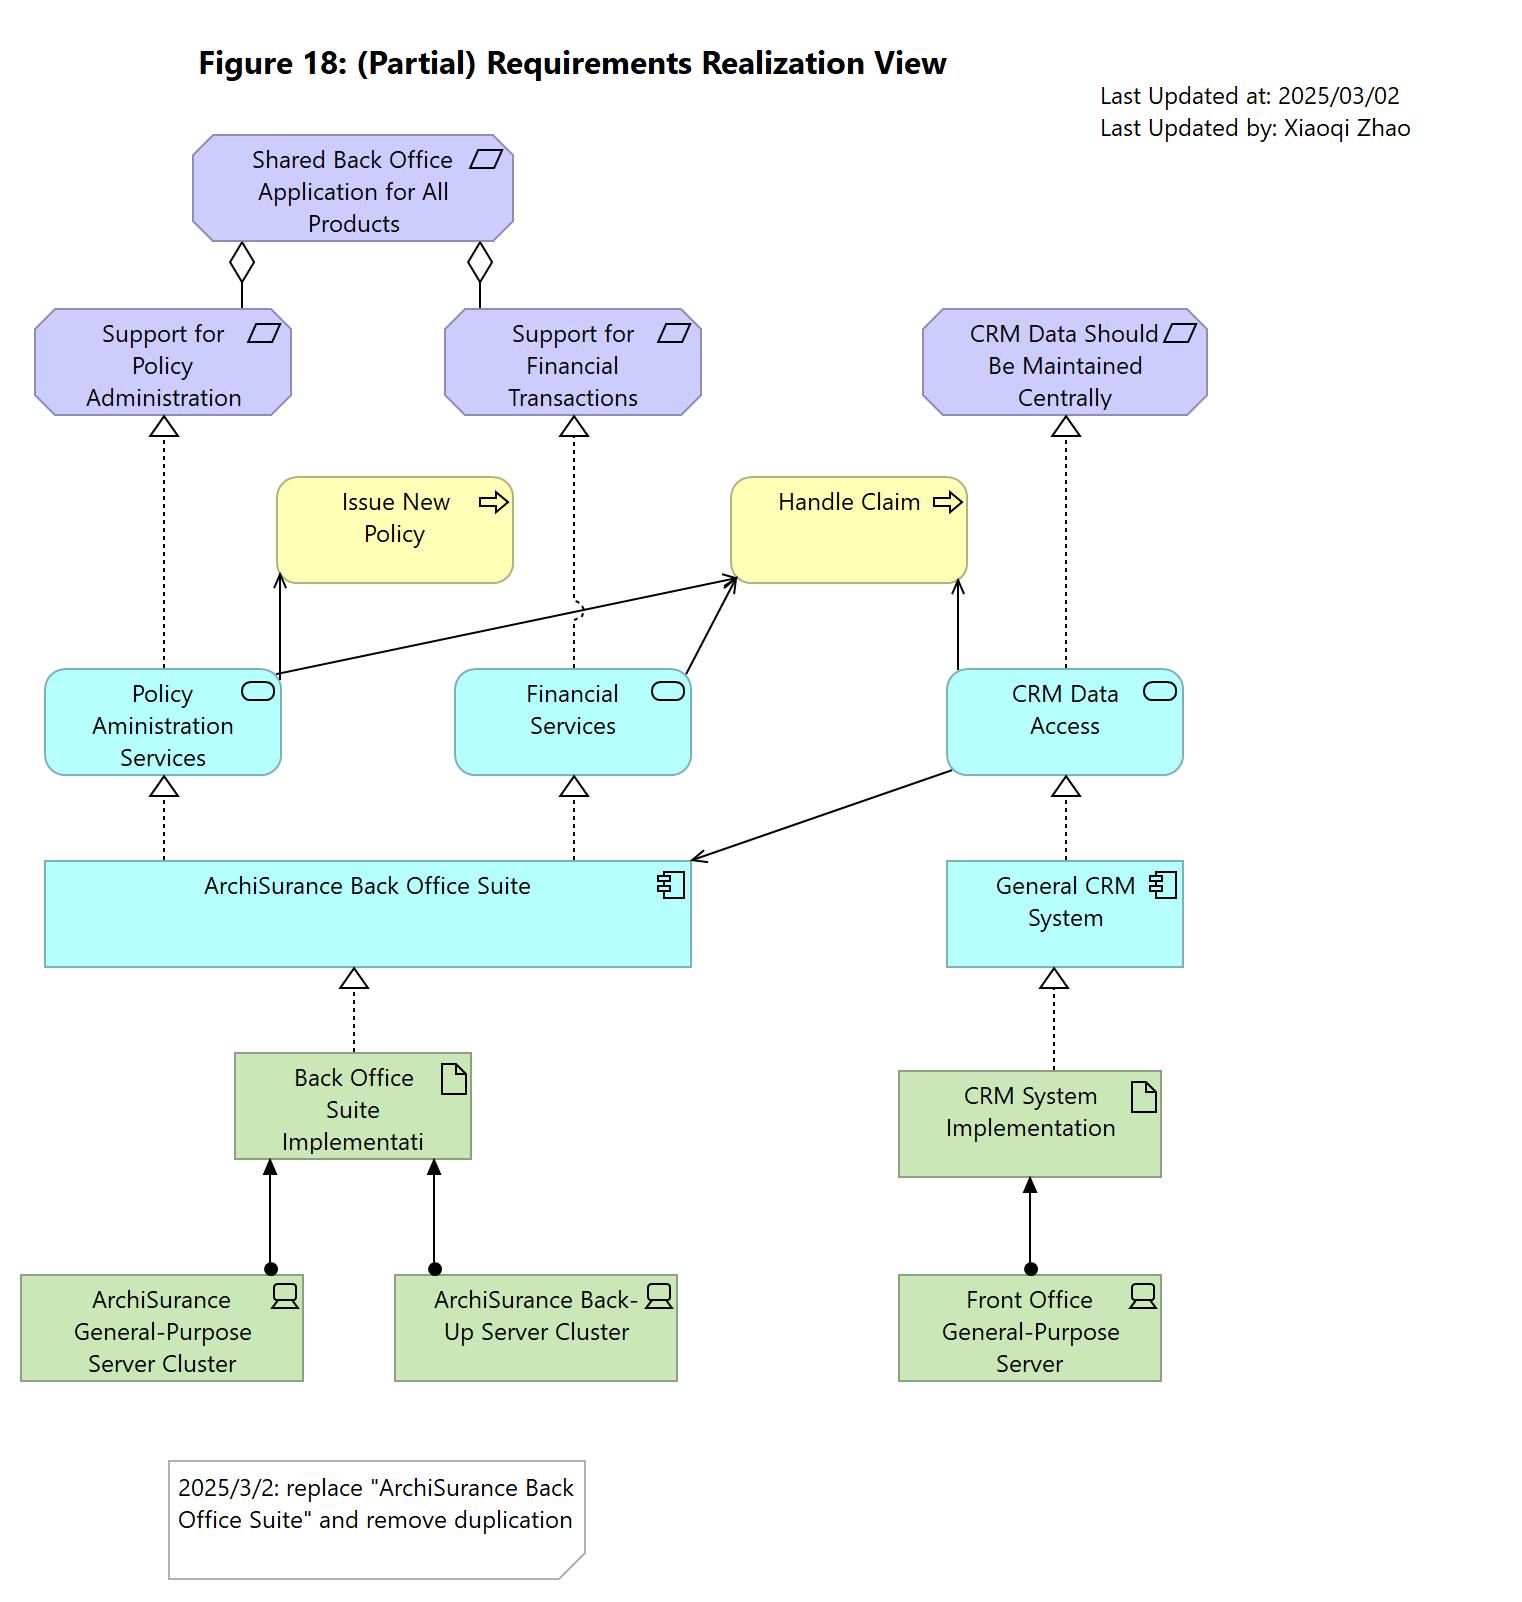 Figure 18: (Partial) Requirements Realization View
Last Updated at: 2025/03/02
Last Updated by: Xiaoqi Zhao
Shared Back Office
Application for All
Products
Support for
Policy
Administration
Support for
Financial
Transactions
CRM Data Should
Be Maintained
Centrally
Issue New
Policy
Handle Claim
Policy
Aministration
Services
Financial
Services
CRM Data
Access
ArchiSurance Back Office Suite
General CRM
System
Back Office
Suite
Implementati
CRM System
Implementation
ArchiSurance
General-Purpose
Server Cluster
ArchiSurance Back-
Up Server Cluster
Front Office
General-Purpose
Server
2025/3/2: replace "ArchiSurance Back
Office Suite" and remove duplication